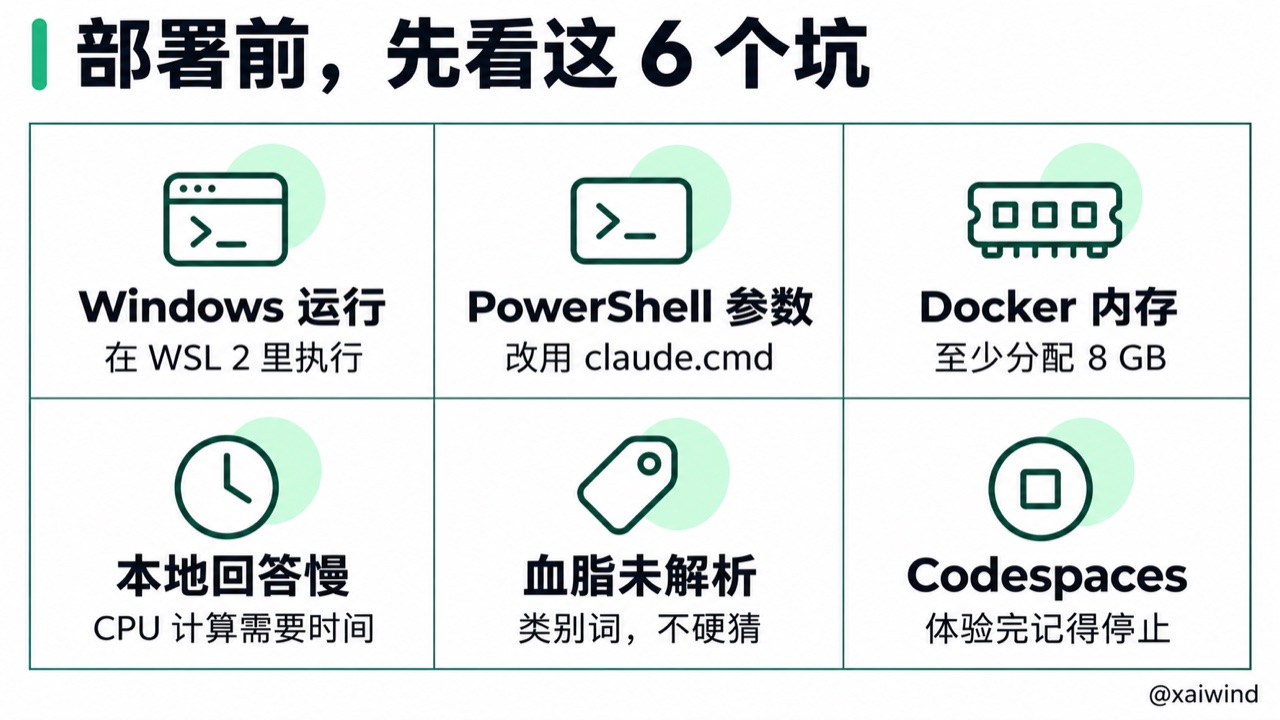 部署前，先看这 6 个坑
Windows 运行
在 WSL 2 里执行
PowerShell 参数
改用 claude.cmd
Docker 内存
至少分配 8 GB
本地回答慢
CPU 计算需要时间
血脂未解析
类别词，不硬猜
Codespaces
体验完记得停止
@xaiwind